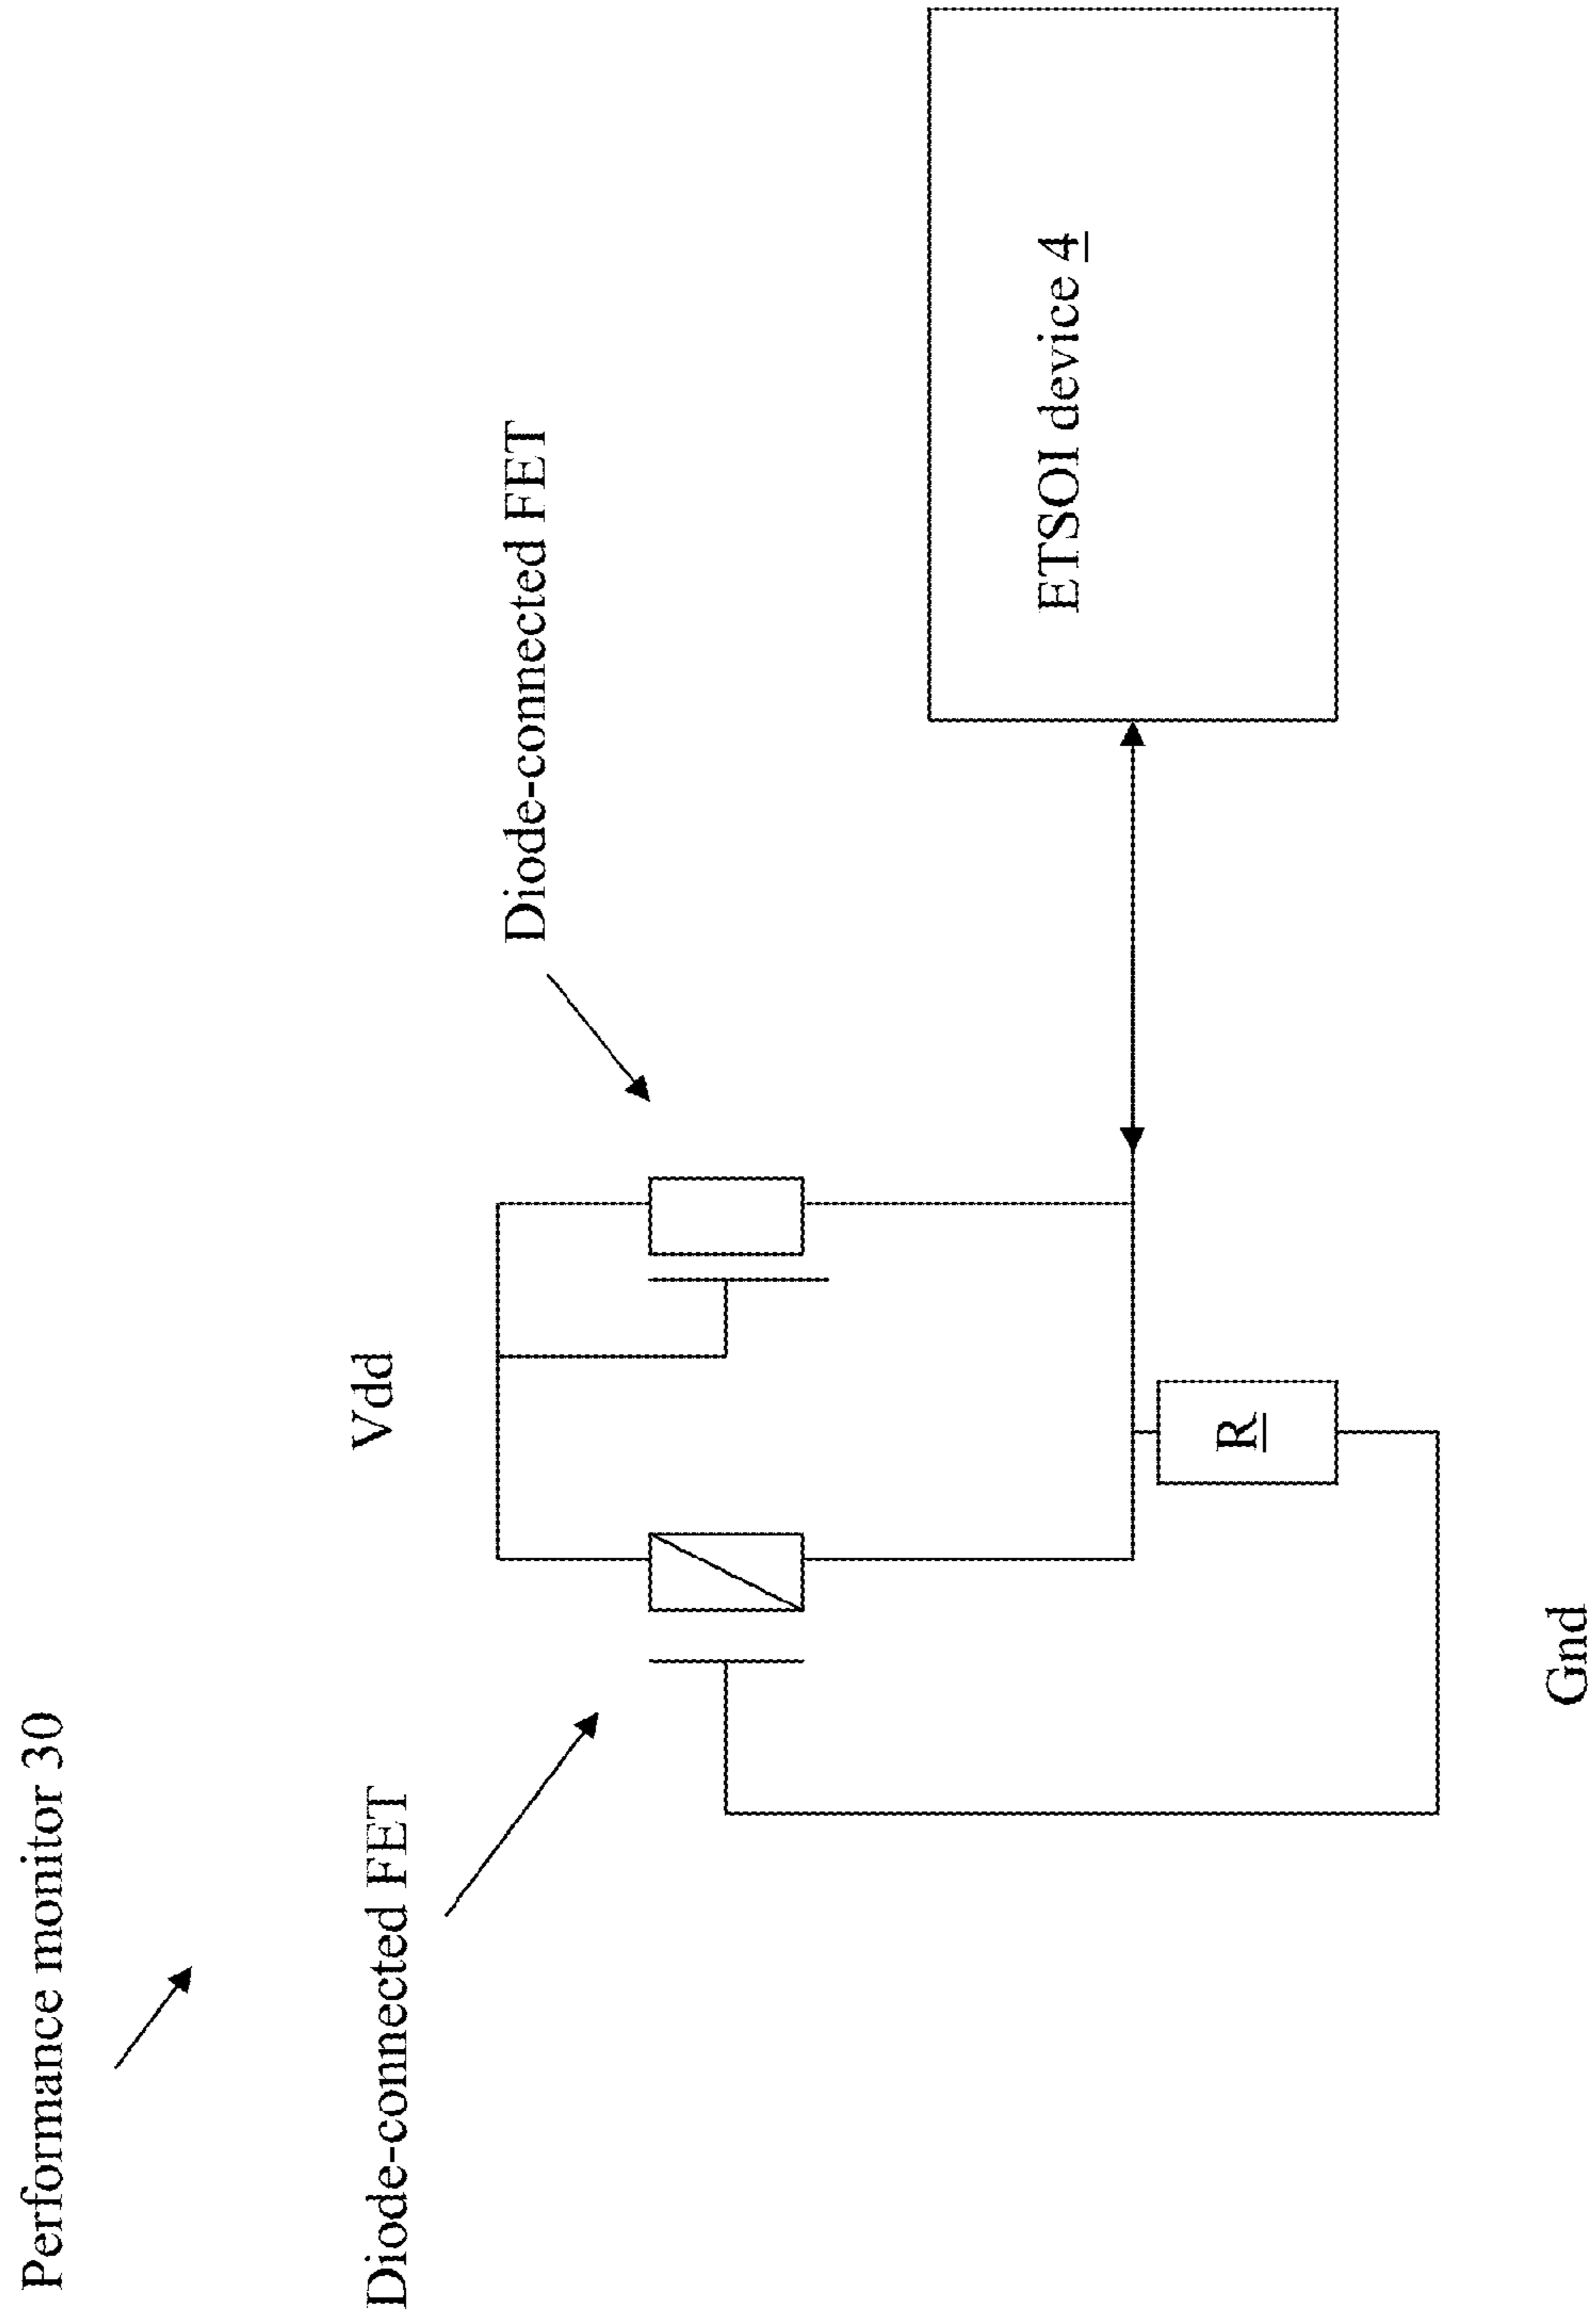 Performance monitor 30
Diode-connected FET
Vdd
Diode-connected FET
R
ETSOI device 4
Gnd